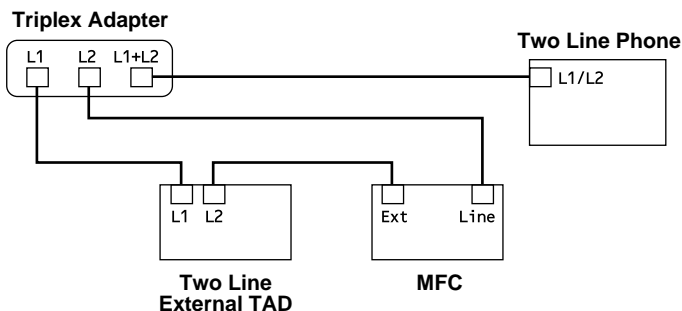 Triplex Adapter
L1 L2 L1+L2
Two Line Phone
L1/L2
L1 L2
Ext Line
Two Line
External TAD
MFC